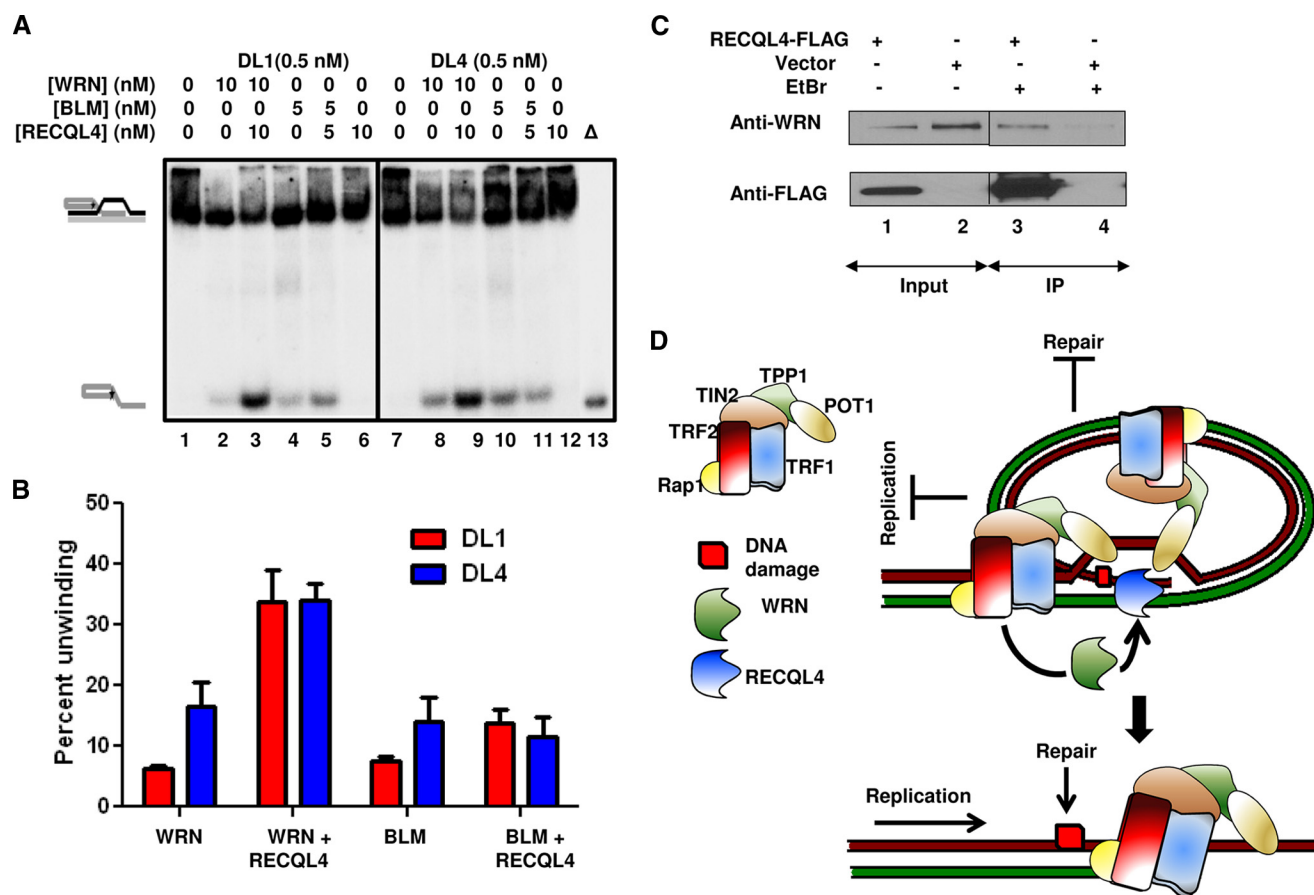 A
DL1(0.5 nM) DL4 (0.5 nM)
[WRN] (nM) 0 10 10 0 0 0 0 10 10 0 0 0
[BLM] (nM) 0 0 0 5 5 0 0 0 0 5 5 0
[RECQL4] (nM) 0 0 10 0 5 10 0 0 10 0 5 10 Δ
1 2 3 4 5 6 7 8 9 10 11 12 13
B
Percent unwinding
50
40
30
20
10
0
DL1
DL4
WRN WRN + RECQL4 BLM BLM + RECQL4
C
RECQL4-FLAG + - + -
Vector - + - +
EtBr - - + +
Anti-WRN
Anti-FLAG
1 2 3 4
Input IP
D
TPP1
TIN2
POT1
TRF2
TRF1
Rap1
DNA
damage
WRN
RECQL4
Repair
Replication
Repair
Replication